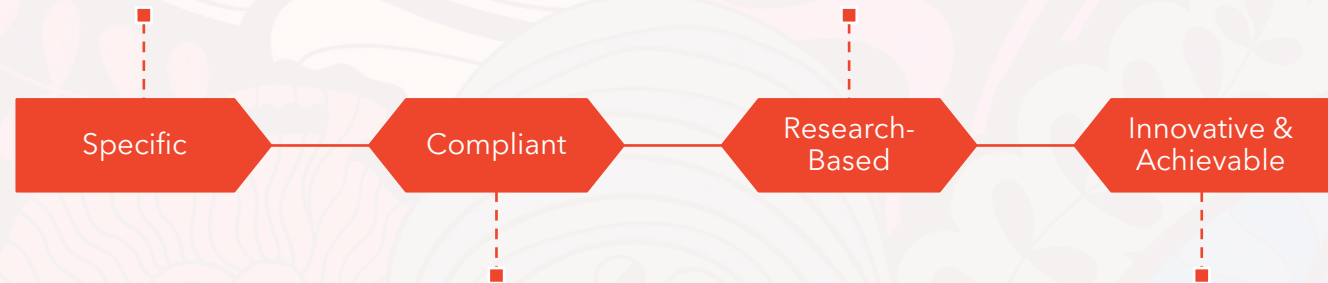 Specific
Compliant
Research-
Based
Innovative &
Achievable